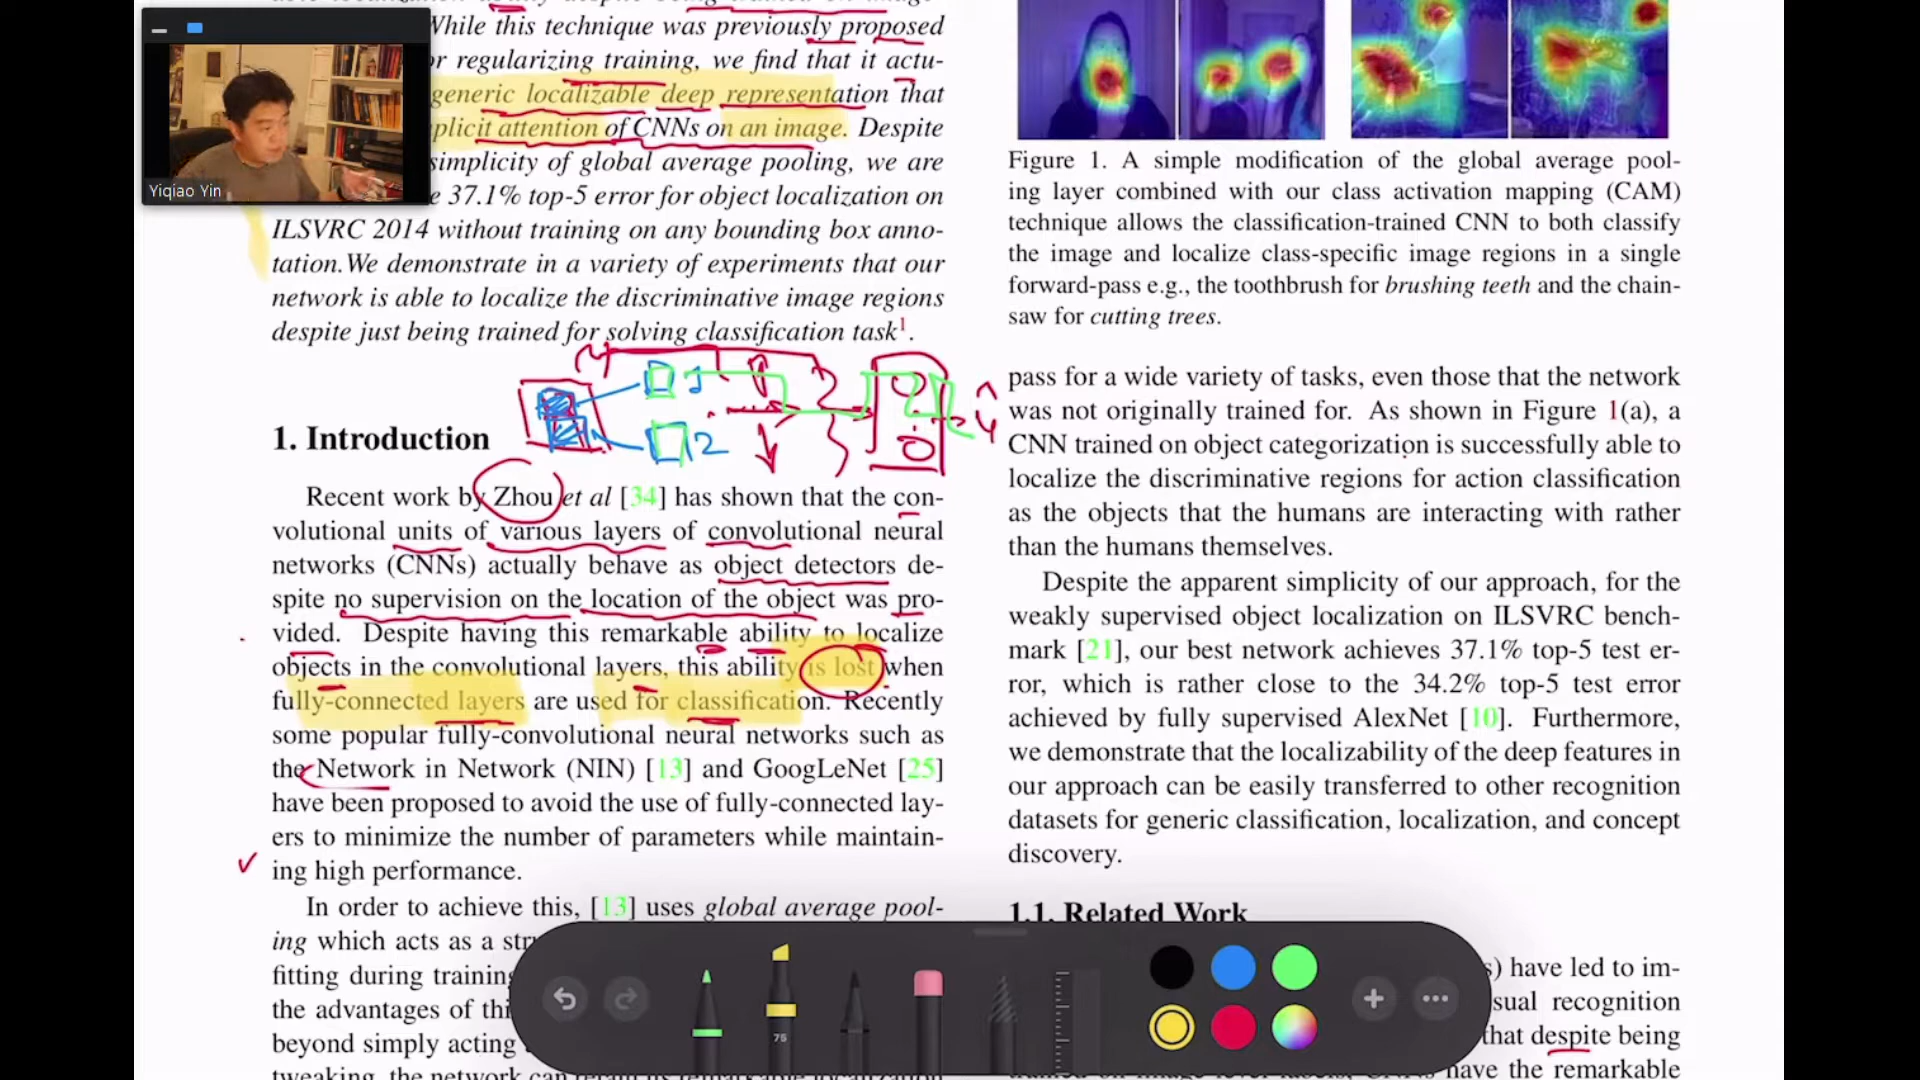 able localization ability despite being trained on image-
While this technique was previously proposed
or regularizing training, we find that it actu-
generic localizable deep representation that
plicit attention of CNNs on an image. Despite
simplicity of global average pooling, we are
e 37.1% top-5 error for object localization on
ILSVRC 2014 without training on any bounding box anno-
tation.We demonstrate in a variety of experiments that our
network is able to localize the discriminative image regions
despite just being trained for solving classification task1.
Yiqiao Yin
1
2
ŷ
1. Introduction
Recent work by Zhou et al [34] has shown that the con-
volutional units of various layers of convolutional neural
networks (CNNs) actually behave as object detectors de-
spite no supervision on the location of the object was pro-
vided. Despite having this remarkable ability to localize
objects in the convolutional layers, this ability is lost when
fully-connected layers are used for classification. Recently
some popular fully-convolutional neural networks such as
the Network in Network (NIN) [13] and GoogLeNet [25]
have been proposed to avoid the use of fully-connected lay-
ers to minimize the number of parameters while maintain-
ing high performance.
In order to achieve this, [13] uses global average pool-
ing which acts as a str
fitting during training
the advantages of thi
beyond simply acting
tweaking, the network can
Figure 1. A simple modification of the global average pool-
ing layer combined with our class activation mapping (CAM)
technique allows the classification-trained CNN to both classify
the image and localize class-specific image regions in a single
forward-pass e.g., the toothbrush for brushing teeth and the chain-
saw for cutting trees.
pass for a wide variety of tasks, even those that the network
was not originally trained for. As shown in Figure 1(a), a
CNN trained on object categorization is successfully able to
localize the discriminative regions for action classification
as the objects that the humans are interacting with rather
than the humans themselves.
Despite the apparent simplicity of our approach, for the
weakly supervised object localization on ILSVRC bench-
mark [21], our best network achieves 37.1% top-5 test er-
ror, which is rather close to the 34.2% top-5 test error
achieved by fully supervised AlexNet [10]. Furthermore,
we demonstrate that the localizability of the deep features in
our approach can be easily transferred to other recognition
datasets for generic classification, localization, and concept
discovery.
1.1. Related Work
s) have led to im-
sual recognition
that despite being
have the remarkable
75